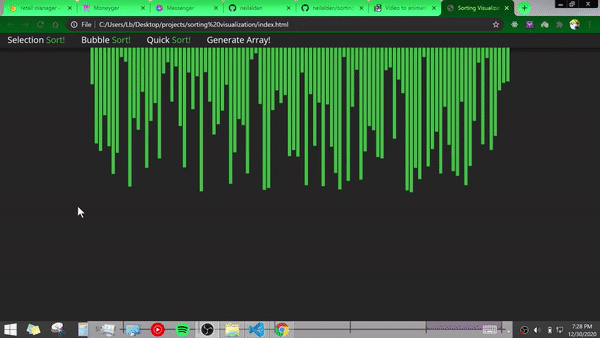 retail manager - Moneyger Messenger neilalden neilalden/sorting Video to animat Sorting Visualiz
File C:/Users/Lb/Desktop/projects/sorting%20visualization/index.html
Selection Sort! Bubble Sort! Quick Sort! Generate Array!
7:28 PM
12/30/2020